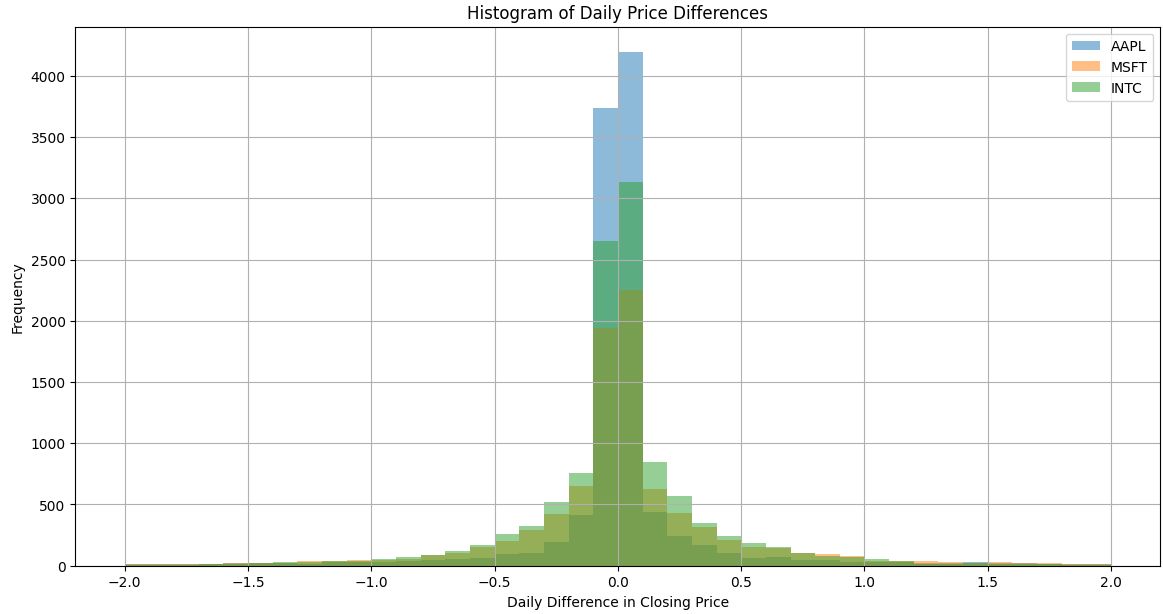 Histogram of Daily Price Differences
AAPL
MSFT
INTC
Frequency
4000
3500
3000
2500
2000
1500
1000
500
0
−2.0 −1.5 −1.0 −0.5 0.0 0.5 1.0 1.5 2.0
Daily Difference in Closing Price